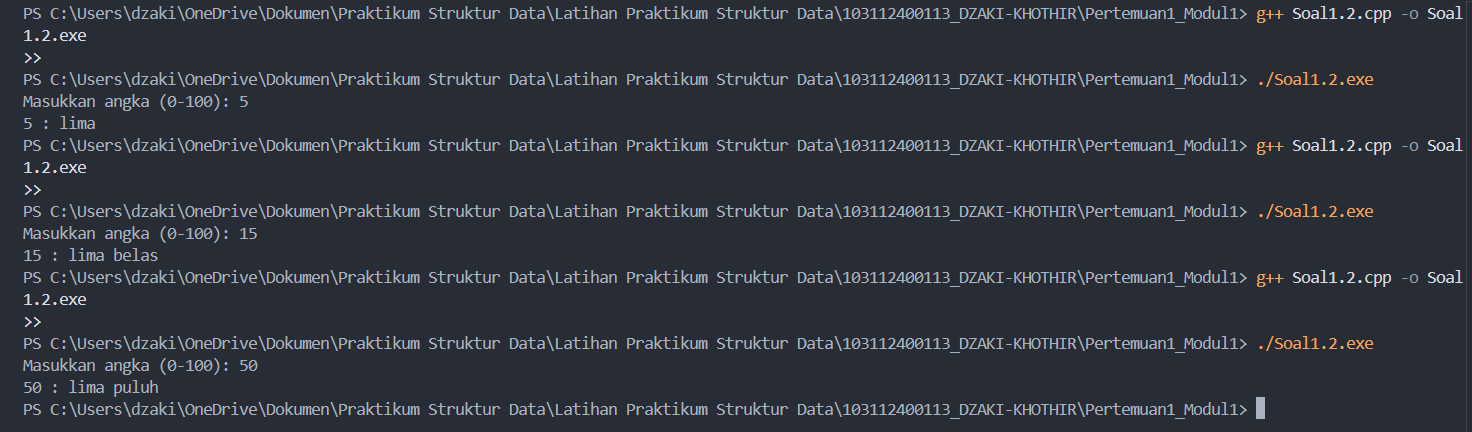 PS C:\Users\dzaki\OneDrive\Dokumen\Praktikum Struktur Data\Latihan Praktikum Struktur Data\103112400113_DZAKI-KHOTHIR\Pertemuan1_Modul1> g++ Soal1.2.cpp -o Soal
1.2.exe
>>
PS C:\Users\dzaki\OneDrive\Dokumen\Praktikum Struktur Data\Latihan Praktikum Struktur Data\103112400113_DZAKI-KHOTHIR\Pertemuan1_Modul1> ./Soal1.2.exe
Masukkan angka (0-100): 5
5 : lima
PS C:\Users\dzaki\OneDrive\Dokumen\Praktikum Struktur Data\Latihan Praktikum Struktur Data\103112400113_DZAKI-KHOTHIR\Pertemuan1_Modul1> g++ Soal1.2.cpp -o Soal
1.2.exe
>>
PS C:\Users\dzaki\OneDrive\Dokumen\Praktikum Struktur Data\Latihan Praktikum Struktur Data\103112400113_DZAKI-KHOTHIR\Pertemuan1_Modul1> ./Soal1.2.exe
Masukkan angka (0-100): 15
15 : lima belas
PS C:\Users\dzaki\OneDrive\Dokumen\Praktikum Struktur Data\Latihan Praktikum Struktur Data\103112400113_DZAKI-KHOTHIR\Pertemuan1_Modul1> g++ Soal1.2.cpp -o Soal
1.2.exe
>>
PS C:\Users\dzaki\OneDrive\Dokumen\Praktikum Struktur Data\Latihan Praktikum Struktur Data\103112400113_DZAKI-KHOTHIR\Pertemuan1_Modul1> ./Soal1.2.exe
Masukkan angka (0-100): 50
50 : lima puluh
PS C:\Users\dzaki\OneDrive\Dokumen\Praktikum Struktur Data\Latihan Praktikum Struktur Data\103112400113_DZAKI-KHOTHIR\Pertemuan1_Modul1>